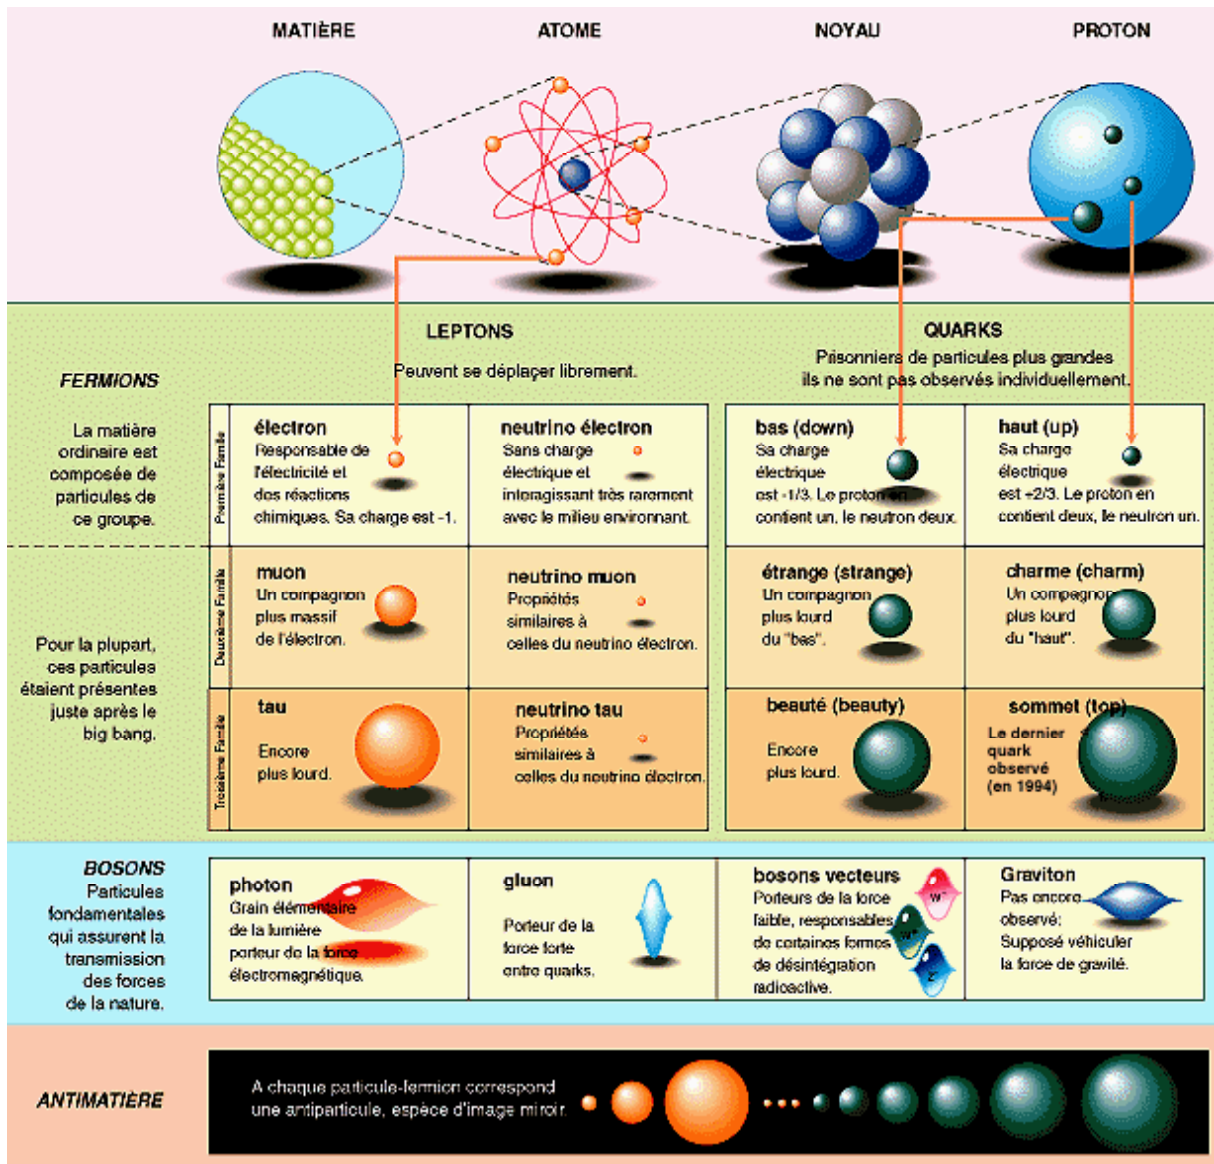 MATIÈRE
ATOME
NOYAU
PROTON
LEPTONS
Peuvent se déplaçer librement.
QUARKS
Prisonniers de particules plus grandes
ils ne sont pas observés individuellement.
FERMIONS
La matière
ordinaire est
composée de
particules de
ce groupe.
Première Famille
électron
Responsable de
l'électricité et
des réactions
chimiques. Sa charge est -1.
neutrino électron
Sans charge
électrique et
interagissant très rarement
avec le milieu environnant.
bas (down)
Sa charge
électrique
est -1/3. Le proton en
contient un, le neutron deux.
haut (up)
Sa charge
électrique
est +2/3. Le proton en
contient deux, le neutron un.
Pour la plupart,
ces particules
étaient présentes
juste après le
big bang.
Deuxième Famille
muon
Un compagnon
plus massif
de l'électron.
neutrino muon
Propriétés
similaires à
celles du neutrino électron.
étrange (strange)
Un compagnon
plus lourd
du "bas".
charme (charm)
Un compagnon
plus lourd
du "haut".
Troisième Famille
tau
Encore
plus lourd.
neutrino tau
Propriétés
similaires à
celles du neutrino électron.
beauté (beauty)
Encore
plus lourd.
sommet (top)
Le dernier
quark
observé
(en 1994)
BOSONS
Particules
fondamentales
qui assurent la
transmission
des forces
de la nature.
photon
Grain élémentaire
de la lumière
porteur de la force
électromagnétique.
gluon
Porteur de la
force forte
entre quarks.
bosons vecteurs
Porteurs de la force
faible, responsables
de certaines formes
de désintégration
radioactive.
Graviton
Pas encore
observé:
Supposé véhiculer
la force de gravité.
ANTIMATIÈRE
A chaque particule-fermion correspond
une antiparticule, espèce d'image miroir.